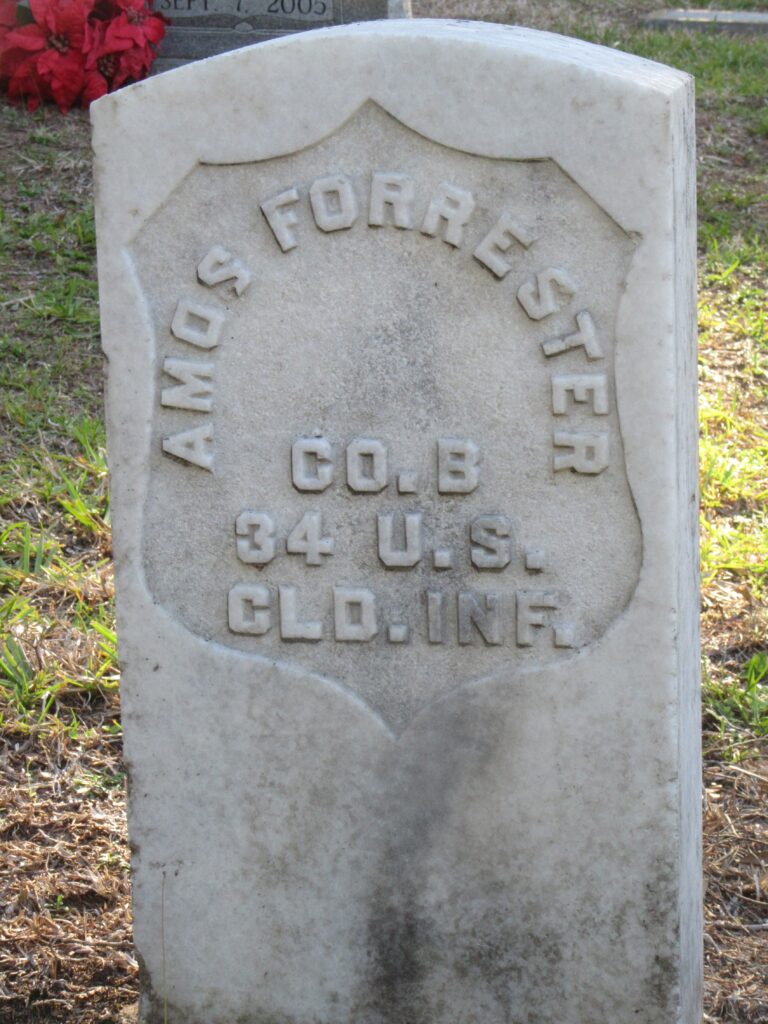 SEPT. 7, 2005
AMOS FORRESTER
CO. B
34 U.S.
CLD. INF.